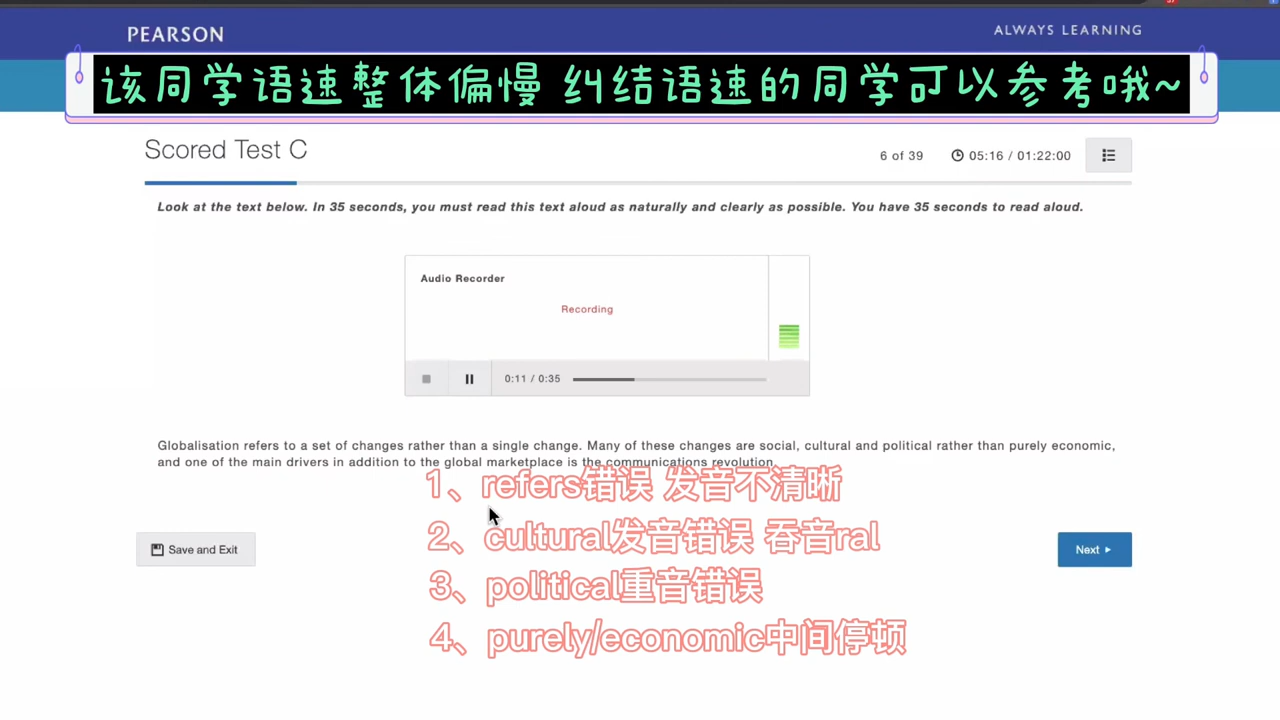 PEARSON
ALWAYS LEARNING
该同学语速整体偏慢 纠结语速的同学可以参考哦~
Scored Test C
6 of 39
05:16 / 01:22:00
Look at the text below. In 35 seconds, you must read this text aloud as naturally and clearly as possible. You have 35 seconds to read aloud.
Audio Recorder
Recording
0:11 / 0:35
Globalisation refers to a set of changes rather than a single change. Many of these changes are social, cultural and political rather than purely economic,
and one of the main drivers in addition to the global marketplace is the communications revolution.
1、refers错误 发音不清晰
2、cultural发音错误 吞音ral
3、political重音错误
4、purely/economic中间停顿
Save and Exit
Next